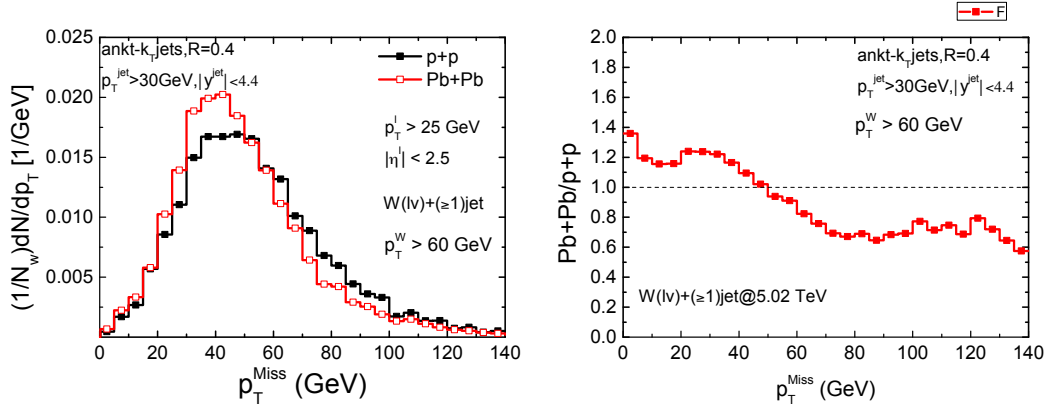 0.025
0.020
0.015
0.010
0.005
(1/N_w)dN/dp_T [1/GeV]
ankt-k_T jets,R=0.4
p_T^jet>30GeV,|y^jet|<4.4
p+p
Pb+Pb
p_T^l > 25 GeV
|η^l| < 2.5
W(lv)+(≥1)jet
p_T^W > 60 GeV
0 20 40 60 80 100 120 140
p_T^Miss (GeV)
F
2.0
1.8
1.6
1.4
1.2
1.0
0.8
0.6
0.4
0.2
0.0
Pb+Pb/p+p
ankt-k_T jets,R=0.4
p_T^jet>30GeV,|y^jet|<4.4
p_T^W > 60 GeV
W(lv)+(≥1)jet@5.02 TeV
0 20 40 60 80 100 120 140
p_T^Miss (GeV)